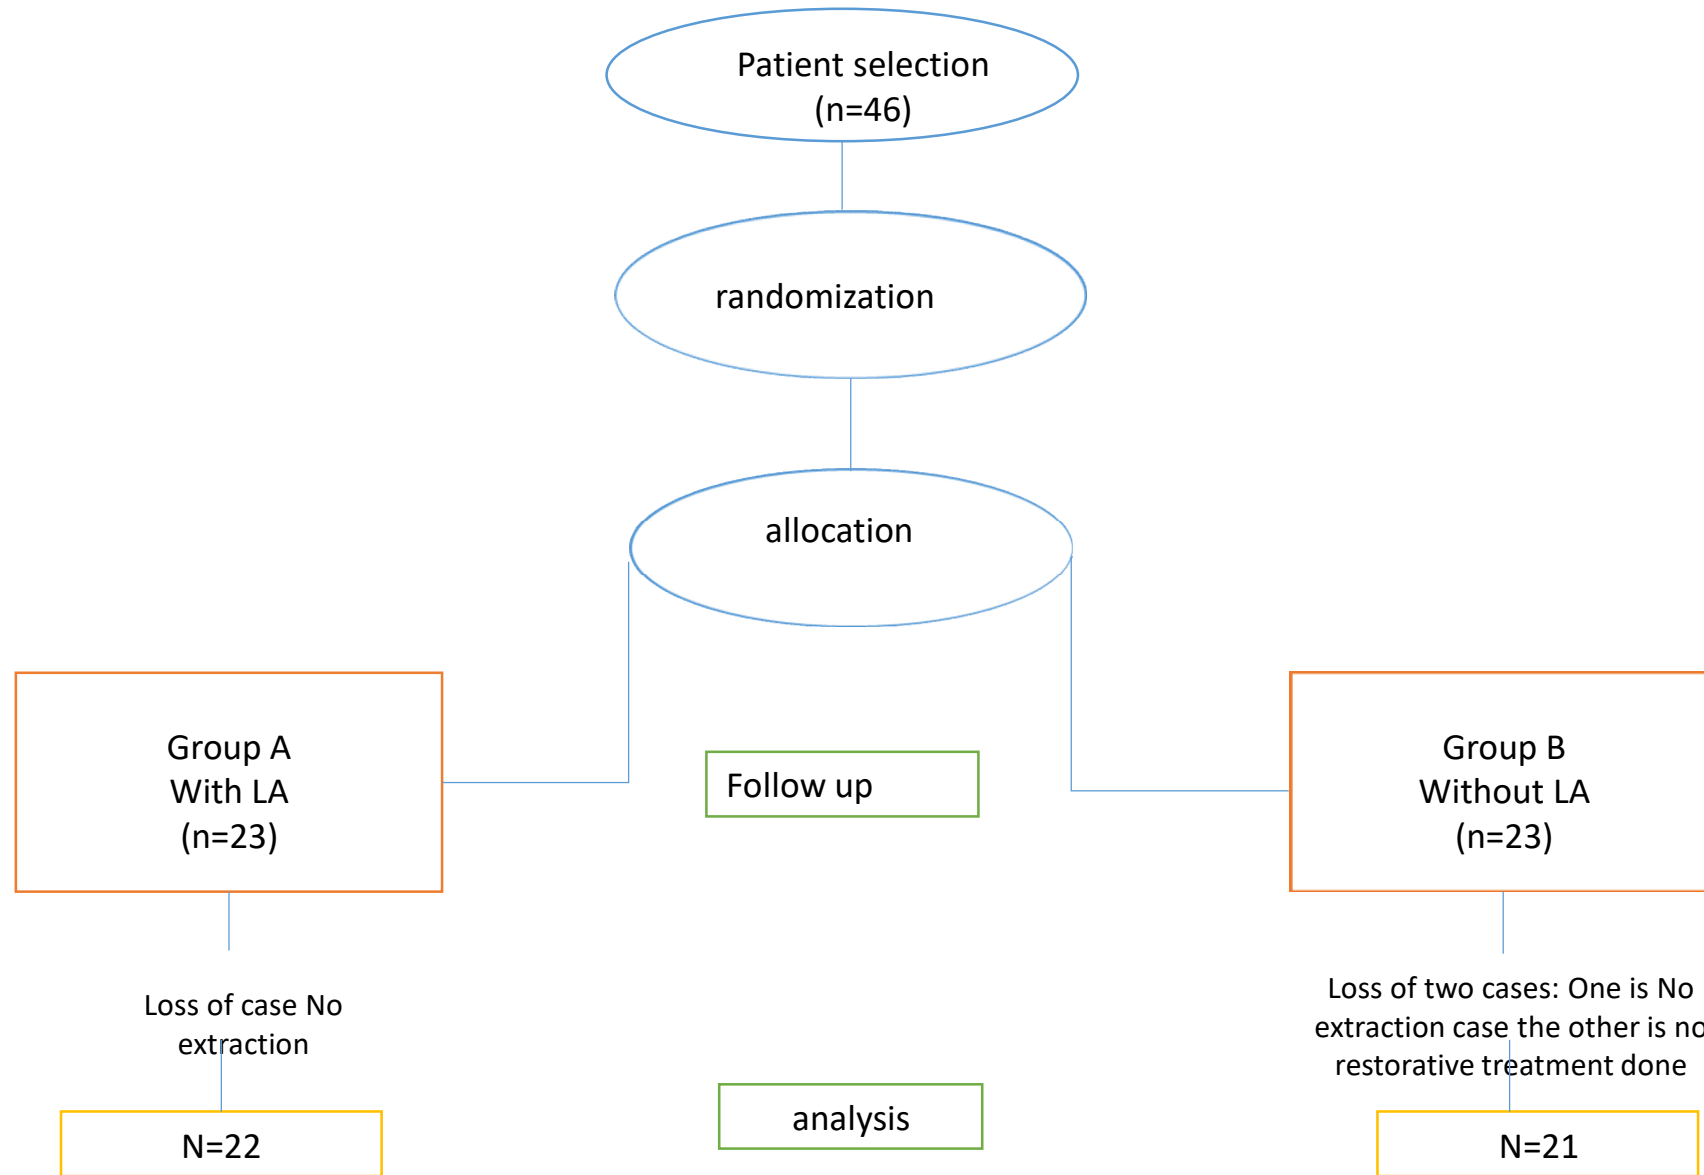 Patient selection
(n=46)
randomization
allocation
Group A
With LA
(n=23)
Follow up
Group B
Without LA
(n=23)
Loss of case No
extraction
Loss of two cases: One is No
extraction case the other is no
restorative treatment done
N=22
analysis
N=21